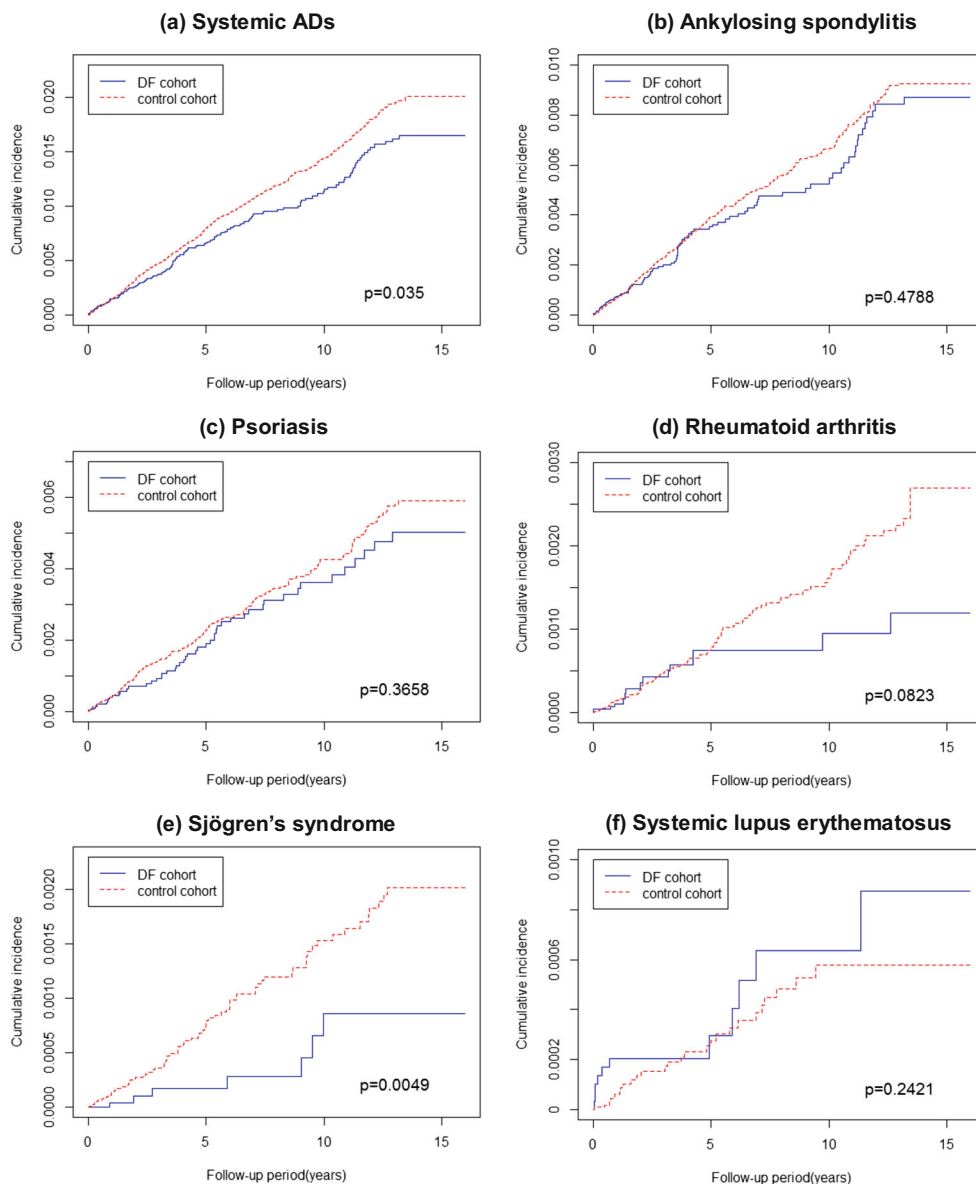 (a) Systemic ADs
DF cohort
control cohort
Cumulative incidence
0.000 0.005 0.010 0.015 0.020
p=0.035
0 5 10 15
Follow-up period(years)
(b) Ankylosing spondylitis
DF cohort
control cohort
Cumulative incidence
0.000 0.002 0.004 0.006 0.008 0.010
p=0.4788
0 5 10 15
Follow-up period(years)
(c) Psoriasis
DF cohort
control cohort
Cumulative incidence
0.000 0.002 0.004 0.006
p=0.3658
0 5 10 15
Follow-up period(years)
(d) Rheumatoid arthritis
DF cohort
control cohort
Cumulative incidence
0.0000 0.0010 0.0020 0.0030
p=0.0823
0 5 10 15
Follow-up period(years)
(e) Sjögren’s syndrome
DF cohort
control cohort
Cumulative incidence
0.0000 0.0005 0.0010 0.0015 0.0020
p=0.0049
0 5 10 15
Follow-up period(years)
(f) Systemic lupus erythematosus
DF cohort
control cohort
Cumulative incidence
0 0.0002 0.0006 0.0010
p=0.2421
0 5 10 15
Follow-up period(years)